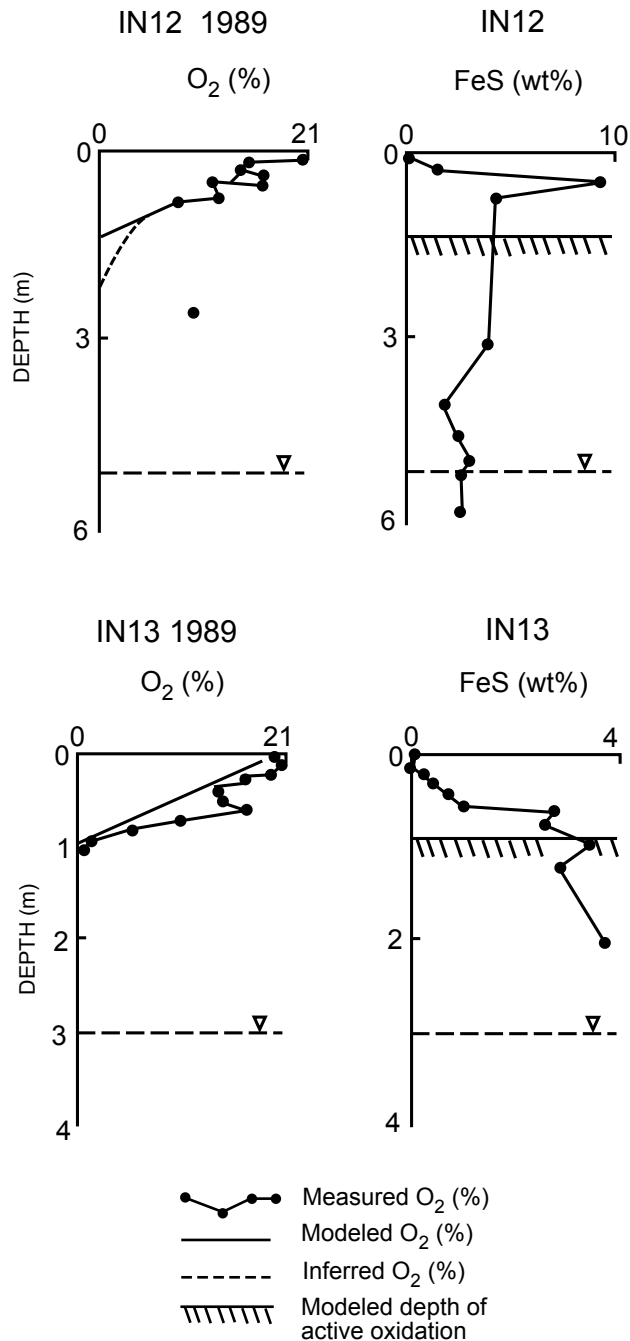 IN12 1989
IN12
O2 (%)
FeS (wt%)
0
21
0
10
0
3
6
DEPTH (m)
0
3
6
IN13 1989
IN13
O2 (%)
FeS (wt%)
0
21
0
4
0
1
2
3
4
DEPTH (m)
0
2
4
Measured O2 (%)
Modeled O2 (%)
Inferred O2 (%)
Modeled depth of
active oxidation